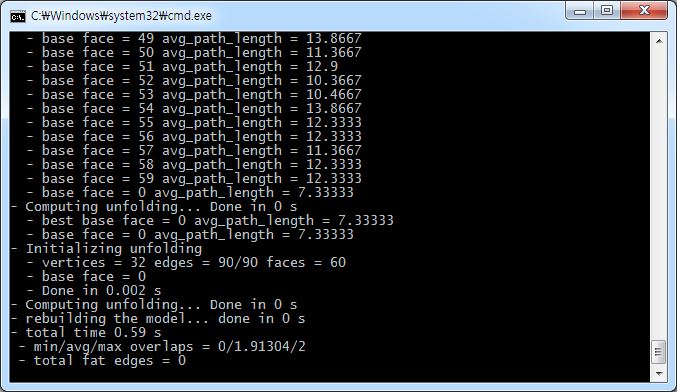 C:₩Windows₩system32₩cmd.exe
  - base face = 49 avg_path_length = 13.8667
  - base face = 50 avg_path_length = 11.3667
  - base face = 51 avg_path_length = 12.9
  - base face = 52 avg_path_length = 10.3667
  - base face = 53 avg_path_length = 10.4667
  - base face = 54 avg_path_length = 13.8667
  - base face = 55 avg_path_length = 12.3333
  - base face = 56 avg_path_length = 12.3333
  - base face = 57 avg_path_length = 11.3667
  - base face = 58 avg_path_length = 12.3333
  - base face = 59 avg_path_length = 12.3333
  - base face = 0 avg_path_length = 7.33333
- Computing unfolding... Done in 0 s
  - best base face = 0 avg_path_length = 7.33333
  - base face = 0 avg_path_length = 7.33333
- Initializing unfolding
  - vertices = 32 edges = 90/90 faces = 60
  - base face = 0
  - Done in 0.002 s
- Computing unfolding... Done in 0 s
- rebuilding the model... done in 0 s
- total time 0.59 s
 - min/avg/max overlaps = 0/1.91304/2
 - total fat edges = 0